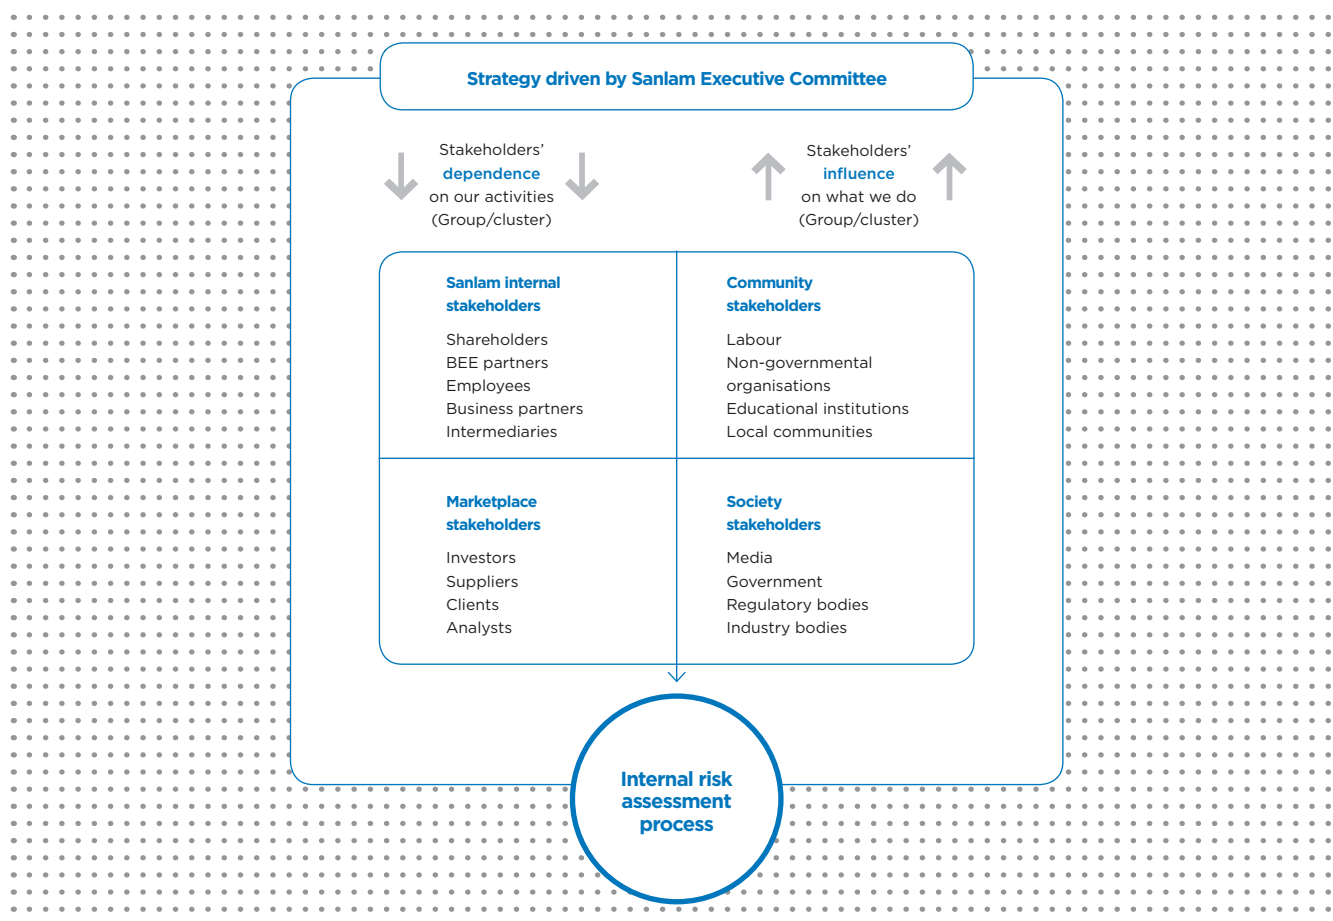 Strategy driven by Sanlam Executive Committee
Stakeholders’
dependence
on our activities
(Group/cluster)
Stakeholders’
influence
on what we do
(Group/cluster)
Sanlam internal
stakeholders
Shareholders
BEE partners
Employees
Business partners
Intermediaries
Community
stakeholders
Labour
Non-governmental
organisations
Educational institutions
Local communities
Marketplace
stakeholders
Investors
Suppliers
Clients
Analysts
Society
stakeholders
Media
Government
Regulatory bodies
Industry bodies
Internal risk
assessment
process